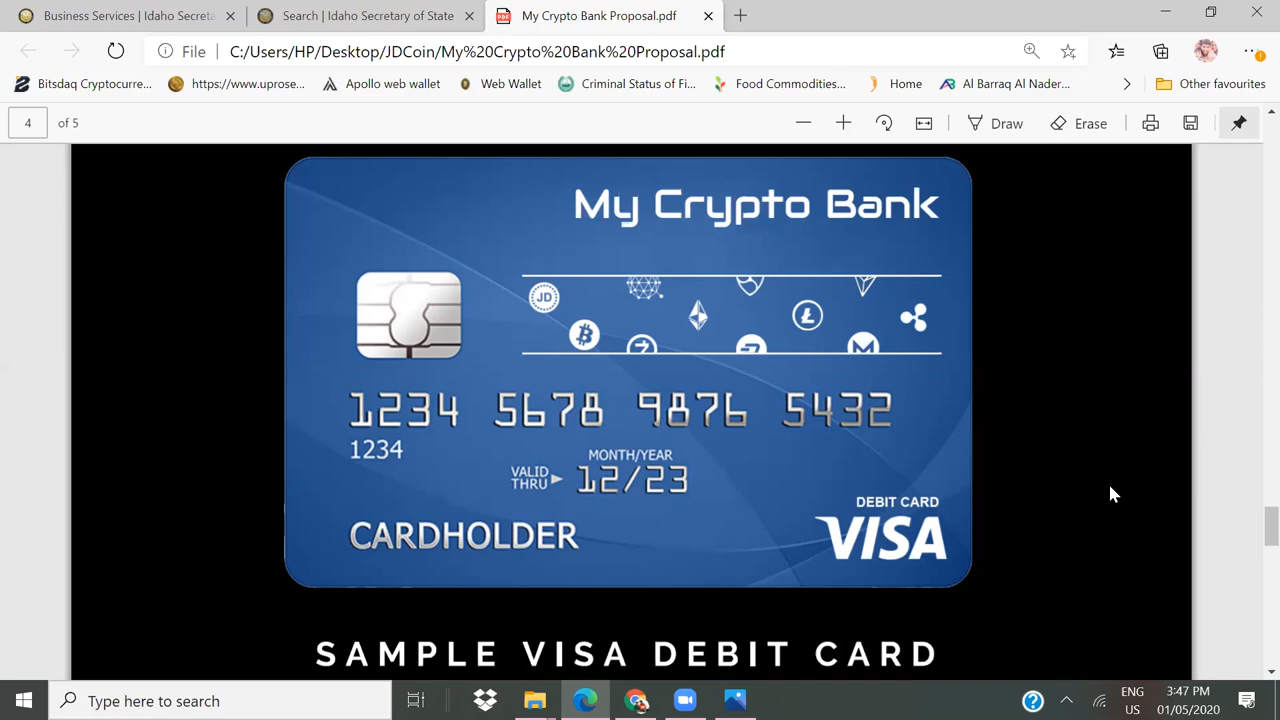 Business Services | Idaho Secreta
Search | Idaho Secretary of State
My Crypto Bank Proposal.pdf
File
C:/Users/HP/Desktop/JDCoin/My%20Crypto%20Bank%20Proposal.pdf
Bitsdaq Cryptocurre...
https://www.uprose...
Apollo web wallet
Web Wallet
Criminal Status of Fi...
Food Commodities...
Home
Al Barraq Al Nader...
Other favourites
4
of 5
Draw
Erase
My Crypto Bank
JD
1234 5678 9876 5432
1234
MONTH/YEAR
VALID
THRU
12/23
DEBIT CARD
CARDHOLDER
VISA
SAMPLE VISA DEBIT CARD
Type here to search
ENG
US
3:47 PM
01/05/2020